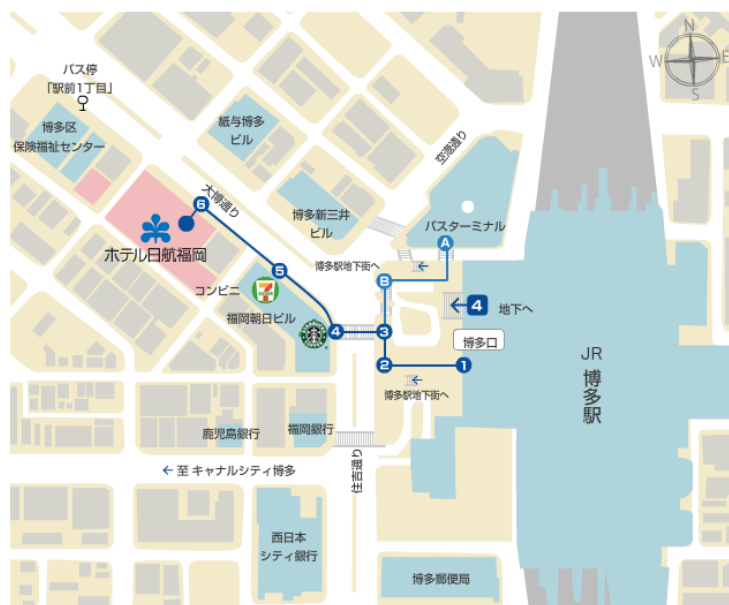 N
W
E
S
バス停
「駅前1丁目」
博多区
保険福祉センター
紙与博多
ビル
空港通り
大博通り
6
博多新三井
ビル
バスターミナル
A
ホテル日航福岡
博多駅地下街へ
←
5
B
コンビニ
7
福岡朝日ビル
4
3
←4
地下へ
博多口
2
1
JR
博多駅
←
博多駅地下街へ
鹿児島銀行
福岡銀行
住吉通り
←至 キャナルシティ博多
西日本
シティ銀行
博多郵便局